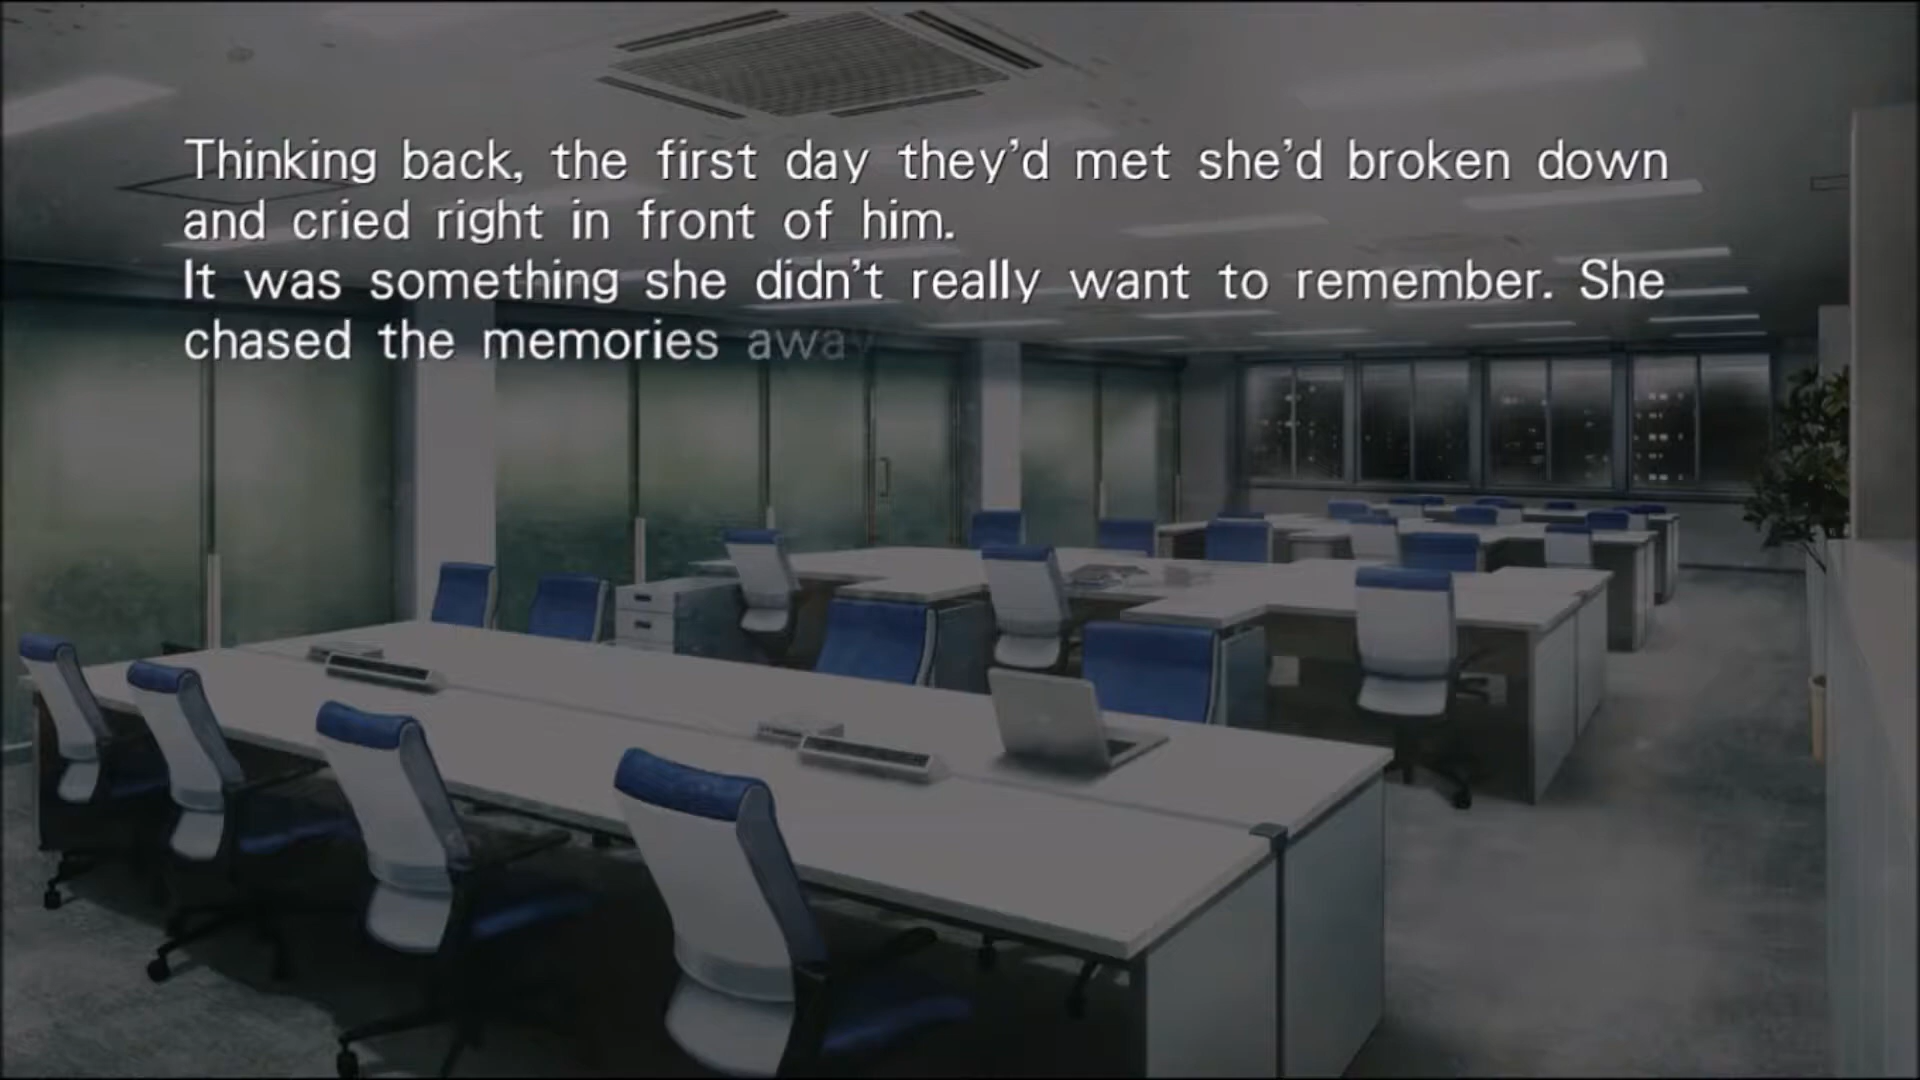 Thinking back, the first day they’d met she’d broken down
and cried right in front of him.
It was something she didn’t really want to remember. She
chased the memories away